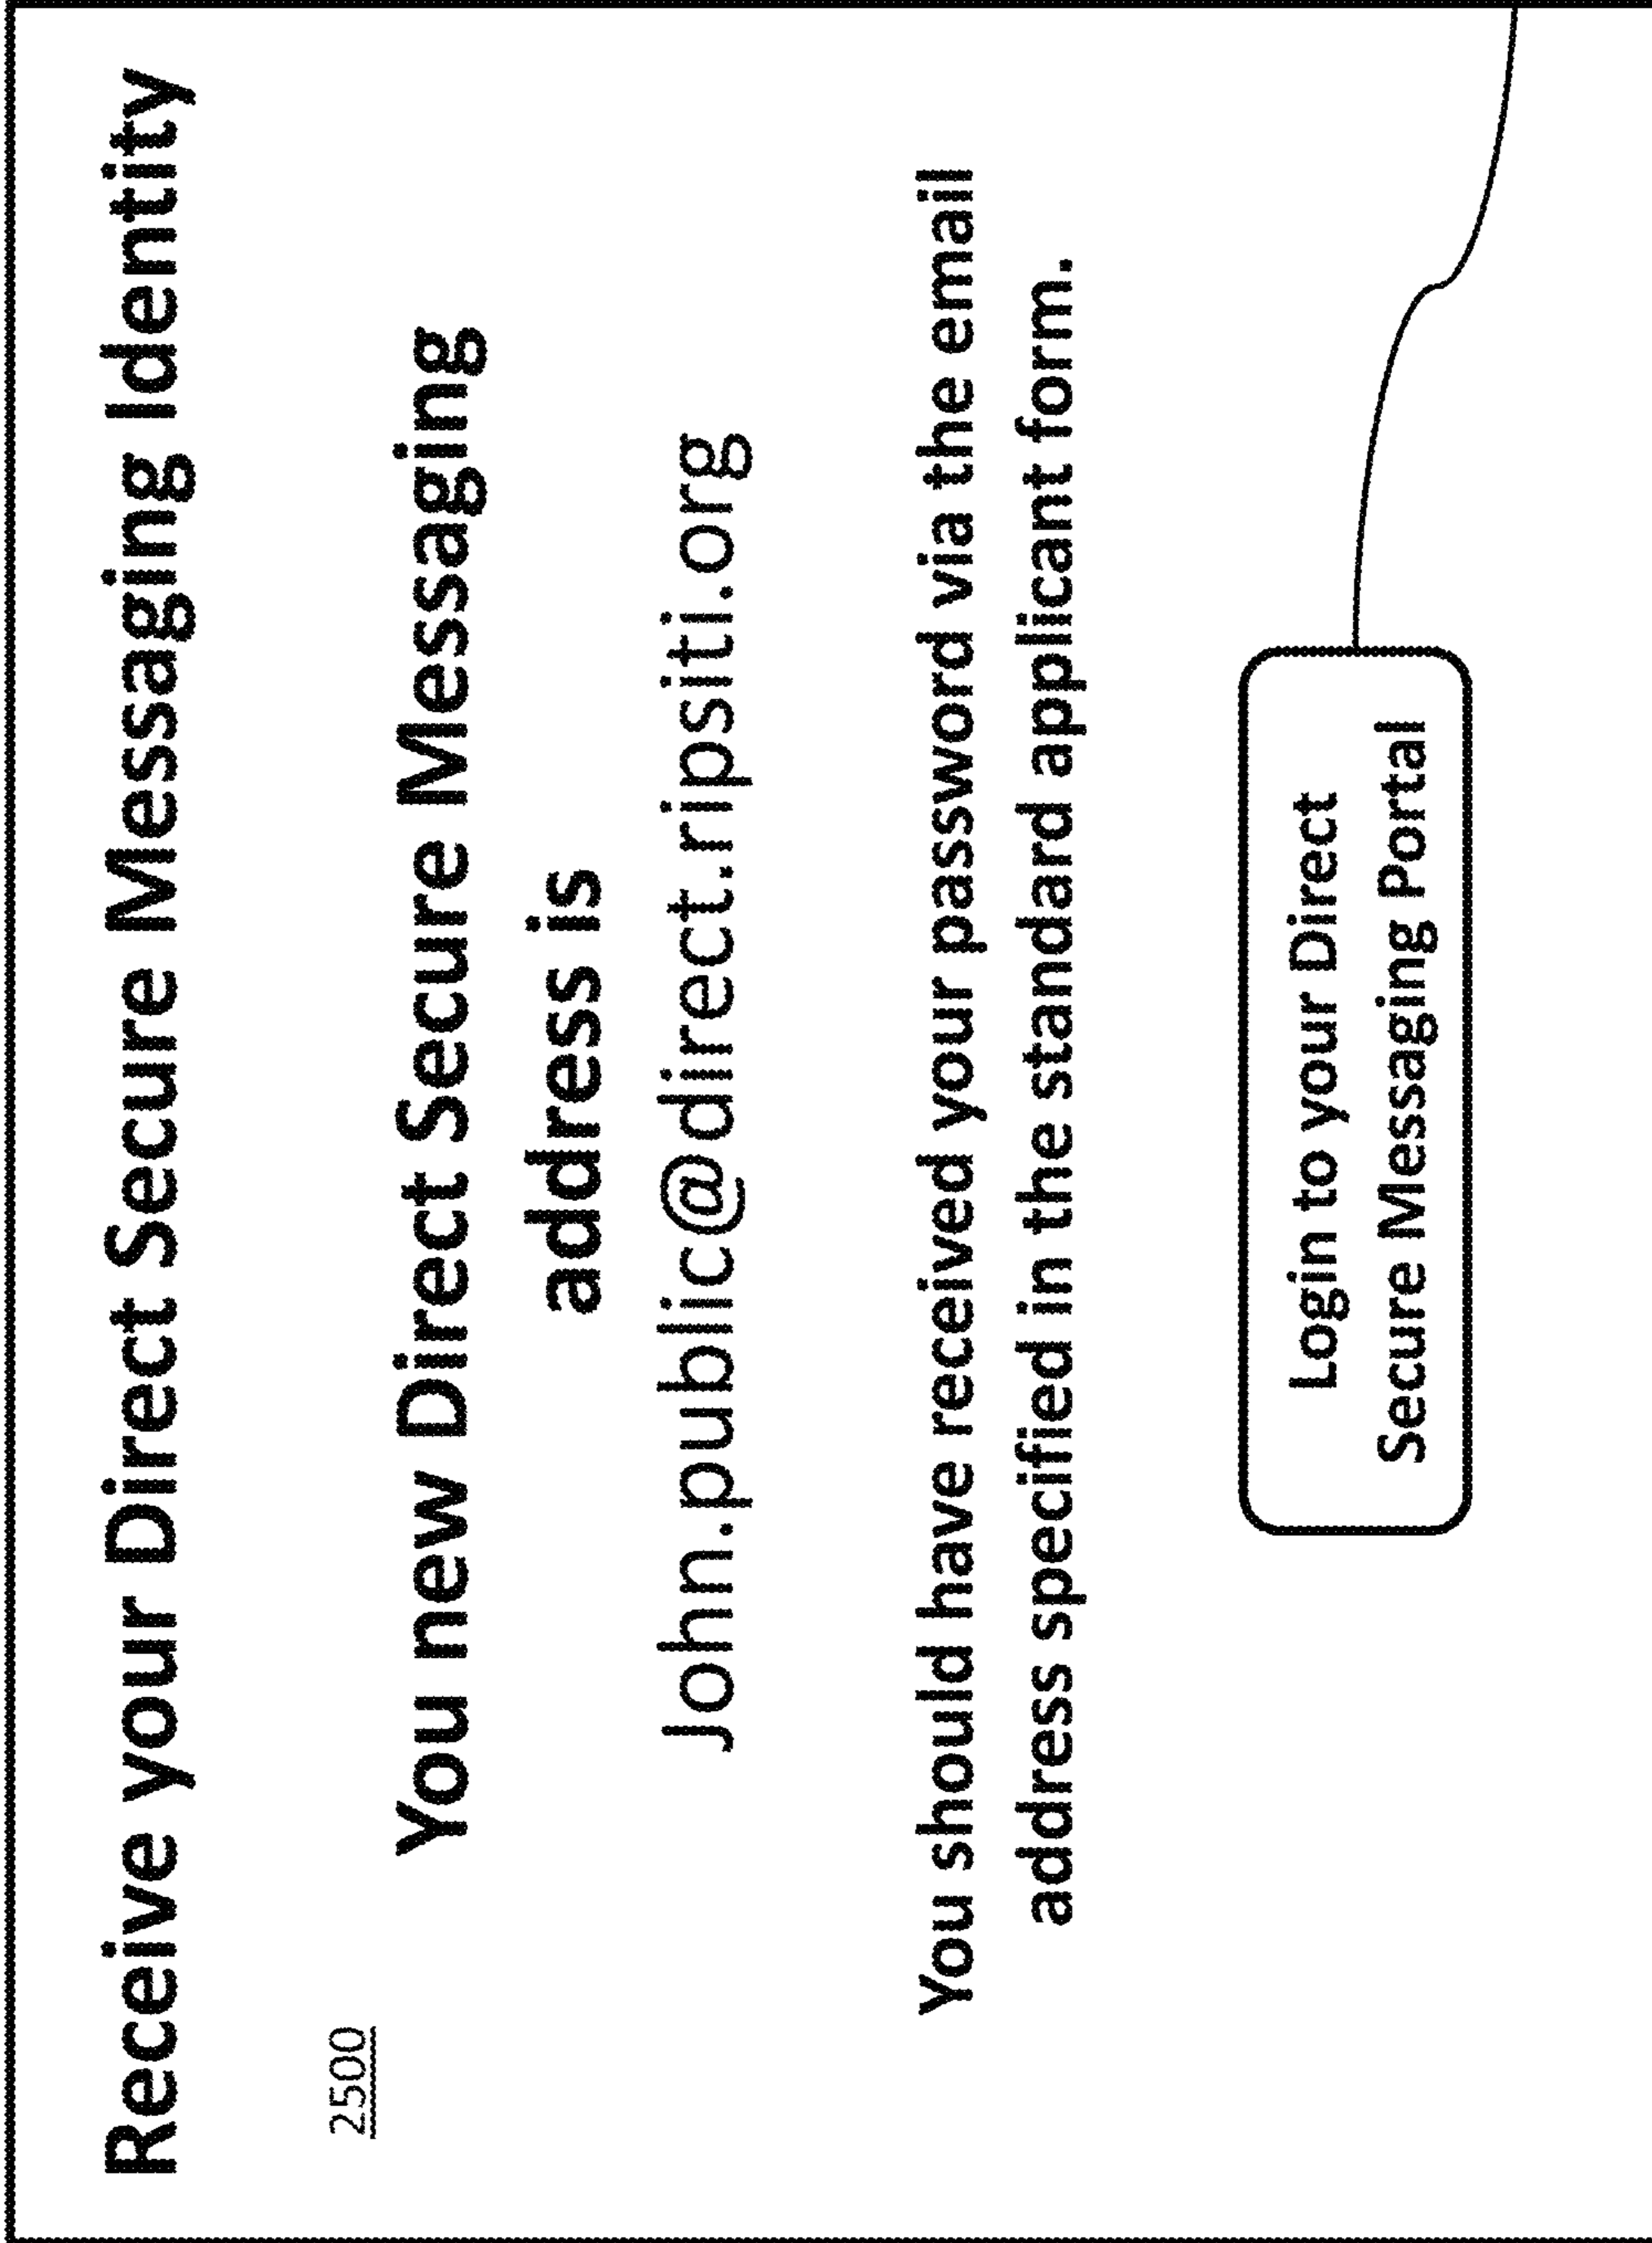 Receive your Direct Secure Messaging Identity
2500
You new Direct Secure Messaging
address is
John.public@direct.ripsiti.org
You should have received your password via the email
address specified in the standard applicant form.
Login to your Direct
Secure Messaging Portal